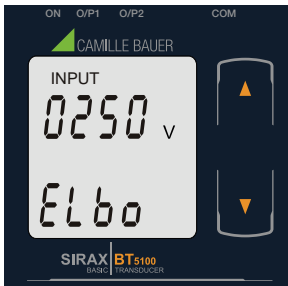 ON O/P1 O/P2 COM
CAMILLE BAUER
INPUT
0250 V
ELbo
SIRAX BT5100
BASIC TRANSDUCER